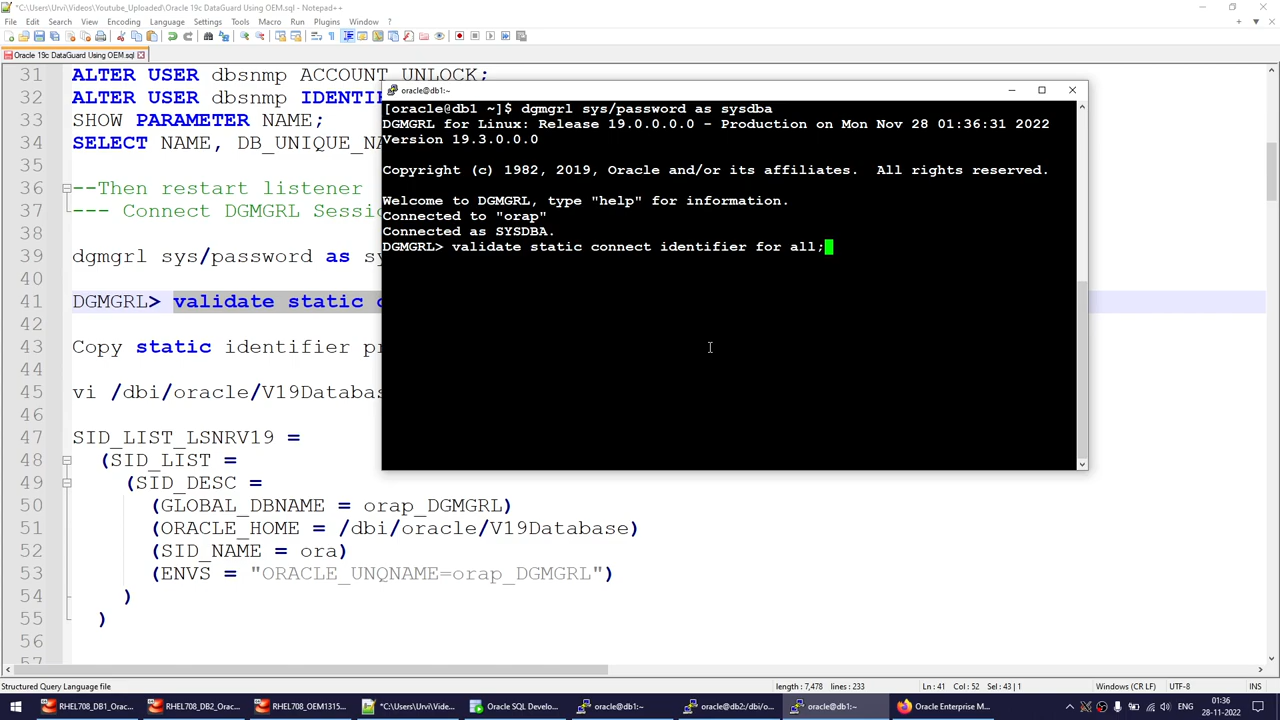 *C:\Users\Urvi\Videos\Youtube_Uploaded\Oracle 19c DataGuard Using OEM.sql - Notepad++
File Edit Search View Encoding Language Settings Tools Macro Run Plugins Window ?
Oracle 19c DataGuard Using OEM.sql
31 ALTER USER dbsnmp ACCOUNT UNLOCK;
32 ALTER USER dbsnmp IDENTIF
33 SHOW PARAMETER NAME;
34 SELECT NAME, DB_UNIQUE_NA
35
36 --Then restart listener
37 --- Connect DGMGRL Sessi
38
39 dgmgrl sys/password as sy
40
41 DGMGRL> validate static c
42
43 Copy static identifier pr
44
45 vi /dbi/oracle/V19Databas
46
47 SID_LIST_LSNRV19 =
48 (SID_LIST =
49 (SID_DESC =
50 (GLOBAL_DBNAME = orap_DGMGRL)
51 (ORACLE_HOME = /dbi/oracle/V19Database)
52 (SID_NAME = ora)
53 (ENVS = "ORACLE_UNQNAME=orap_DGMGRL")
54 )
55 )
56
57
oracle@db1:~
[oracle@db1 ~]$ dgmgrl sys/password as sysdba
DGMGRL for Linux: Release 19.0.0.0.0 - Production on Mon Nov 28 01:36:31 2022
Version 19.3.0.0.0
Copyright (c) 1982, 2019, Oracle and/or its affiliates. All rights reserved.
Welcome to DGMGRL, type "help" for information.
Connected to "orap"
Connected as SYSDBA.
DGMGRL> validate static connect identifier for all;
Structured Query Language file
length : 7,478 lines : 233
Ln : 41 Col : 52 Sel : 43 | 1
Windows (CR LF)
UTF-8
INS
RHEL708_DB1_Orac...
RHEL708_DB2_Orac...
RHEL708_OEM1315...
*C:\Users\Urvi\Vide...
Oracle SQL Develo...
oracle@db1:~
oracle@db2:/dbi/o...
oracle@db1:~
Oracle Enterprise M...
01:36
28-11-2022